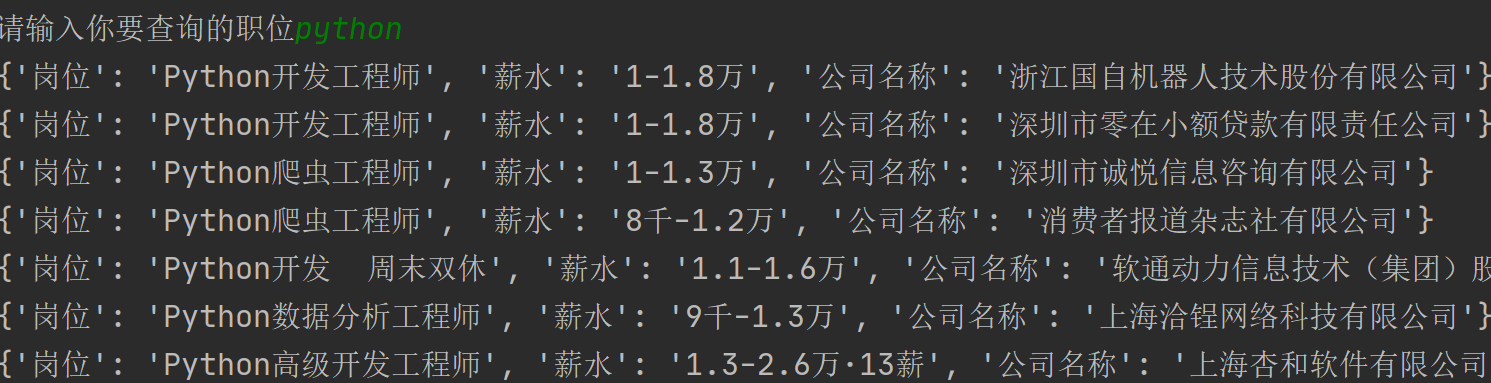 请输入你要查询的职位python
{'岗位': 'Python开发工程师', '薪水': '1-1.8万', '公司名称': '浙江国自机器人技术股份有限公司'}
{'岗位': 'Python开发工程师', '薪水': '1-1.8万', '公司名称': '深圳市零在小额贷款有限责任公司'}
{'岗位': 'Python爬虫工程师', '薪水': '1-1.3万', '公司名称': '深圳市诚悦信息咨询有限公司'}
{'岗位': 'Python爬虫工程师', '薪水': '8千-1.2万', '公司名称': '消费者报道杂志社有限公司'}
{'岗位': 'Python开发  周末双休', '薪水': '1.1-1.6万', '公司名称': '软通动力信息技术（集团）股
{'岗位': 'Python数据分析工程师', '薪水': '9千-1.3万', '公司名称': '上海洽锃网络科技有限公司'}
{'岗位': 'Python高级开发工程师', '薪水': '1.3-2.6万·13薪', '公司名称': '上海杏和软件有限公司